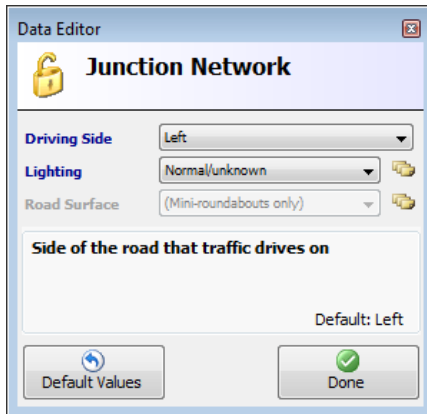 Data Editor
Junction Network
Driving Side Left
Lighting Normal/unknown
Road Surface (Mini-roundabouts only)
Side of the road that traffic drives on
Default: Left
Default Values Done